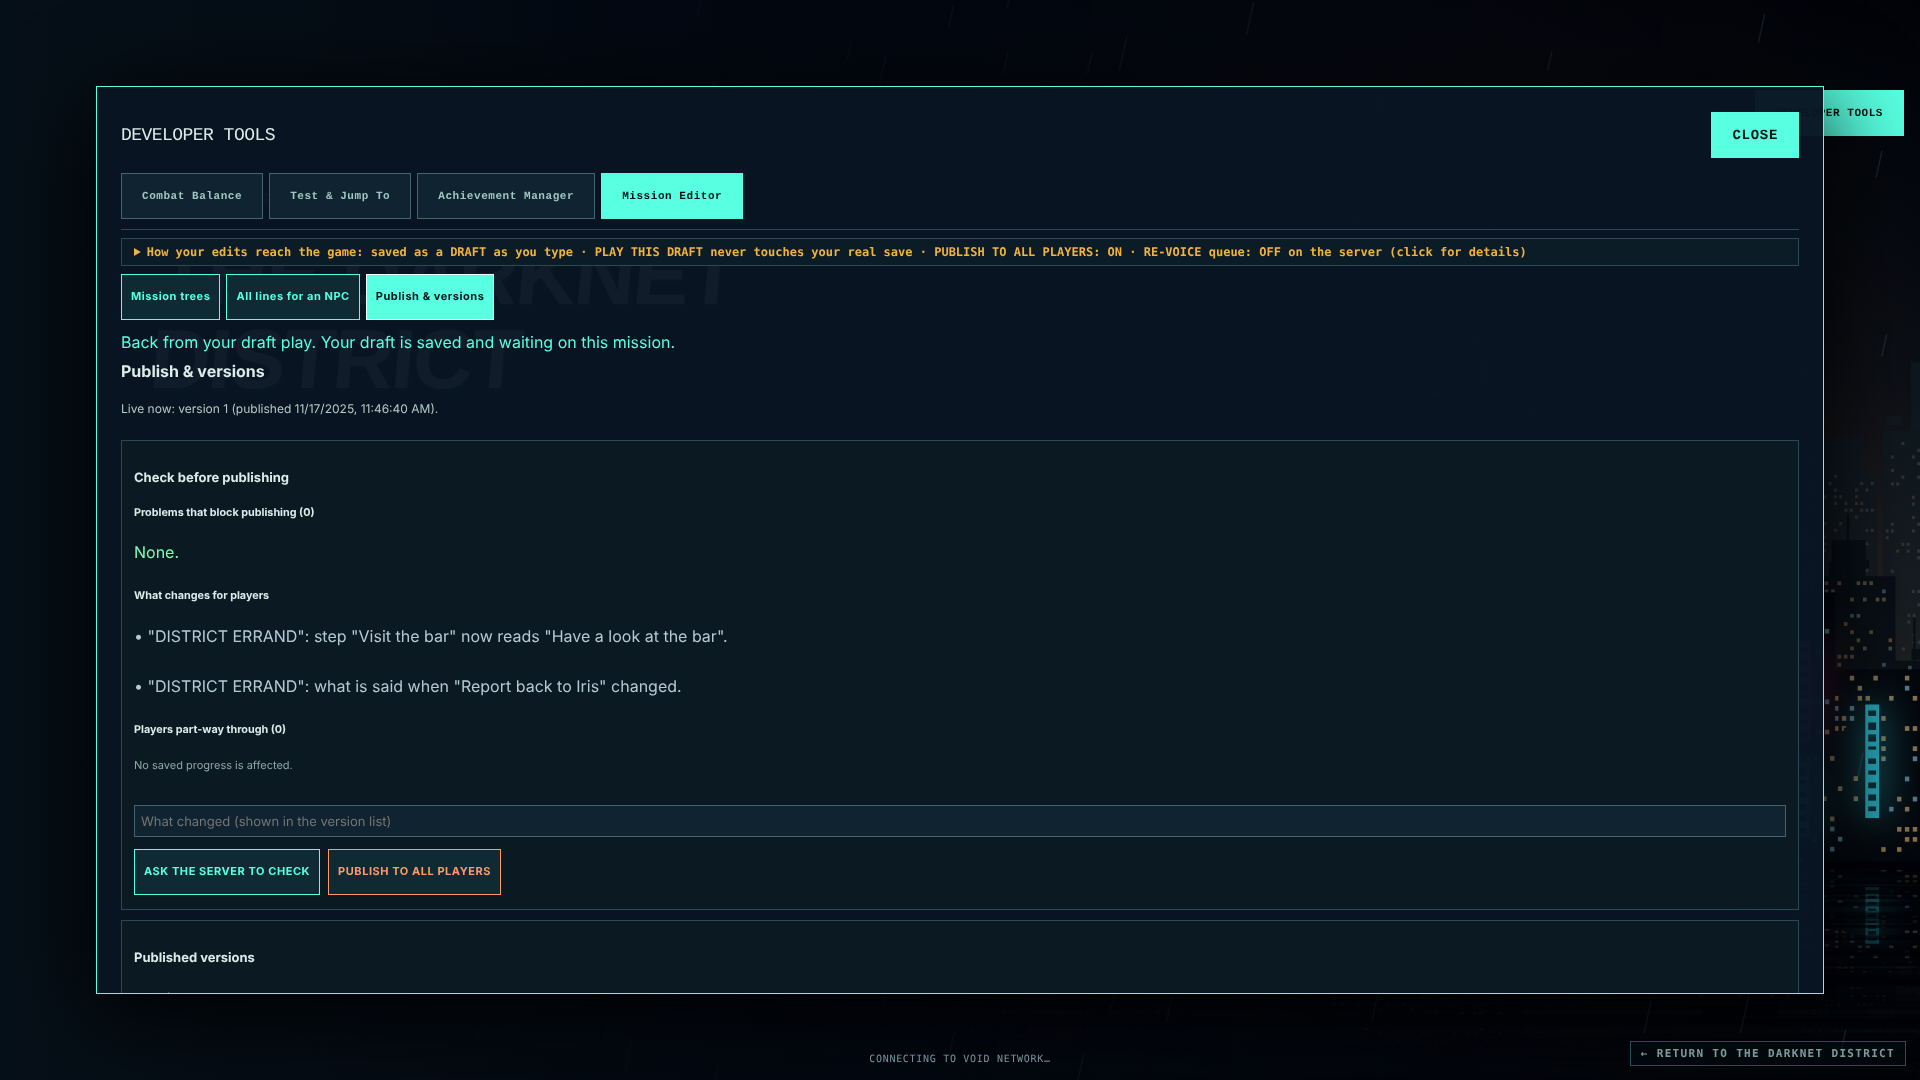 DEVELOPER TOOLS
CLOSE
ER TOOLS
Combat Balance
Test & Jump To
Achievement Manager
Mission Editor
▶ How your edits reach the game: saved as a DRAFT as you type · PLAY THIS DRAFT never touches your real save · PUBLISH TO ALL PLAYERS: ON · RE-VOICE queue: OFF on the server (click for details)
Mission trees
All lines for an NPC
Publish & versions
DARKNET
DISTRICT
Back from your draft play. Your draft is saved and waiting on this mission.
Publish & versions
Live now: version 1 (published 11/17/2025, 11:46:40 AM).
Check before publishing
Problems that block publishing (0)
None.
What changes for players
• "DISTRICT ERRAND": step "Visit the bar" now reads "Have a look at the bar".
• "DISTRICT ERRAND": what is said when "Report back to Iris" changed.
Players part-way through (0)
No saved progress is affected.
What changed (shown in the version list)
ASK THE SERVER TO CHECK
PUBLISH TO ALL PLAYERS
Published versions
CONNECTING TO VOID NETWORK…
← RETURN TO THE DARKNET DISTRICT